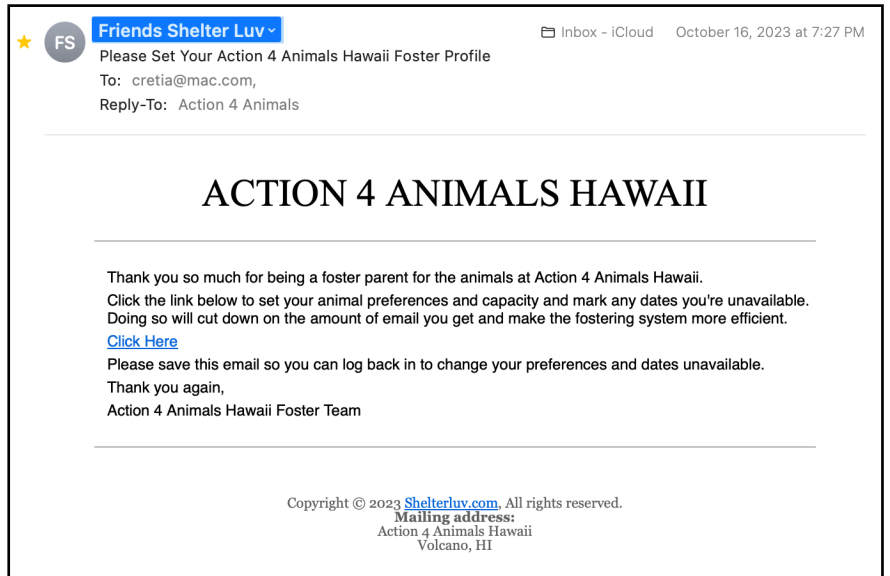 FS
Friends Shelter Luv
Inbox - iCloud
October 16, 2023 at 7:27 PM
Please Set Your Action 4 Animals Hawaii Foster Profile
To: cretia@mac.com,
Reply-To: Action 4 Animals
ACTION 4 ANIMALS HAWAII
Thank you so much for being a foster parent for the animals at Action 4 Animals Hawaii.
Click the link below to set your animal preferences and capacity and mark any dates you're unavailable.
Doing so will cut down on the amount of email you get and make the fostering system more efficient.
Click Here
Please save this email so you can log back in to change your preferences and dates unavailable.
Thank you again,
Action 4 Animals Hawaii Foster Team
Copyright © 2023 Shelterluv.com, All rights reserved.
Mailing address:
Action 4 Animals Hawaii
Volcano, HI